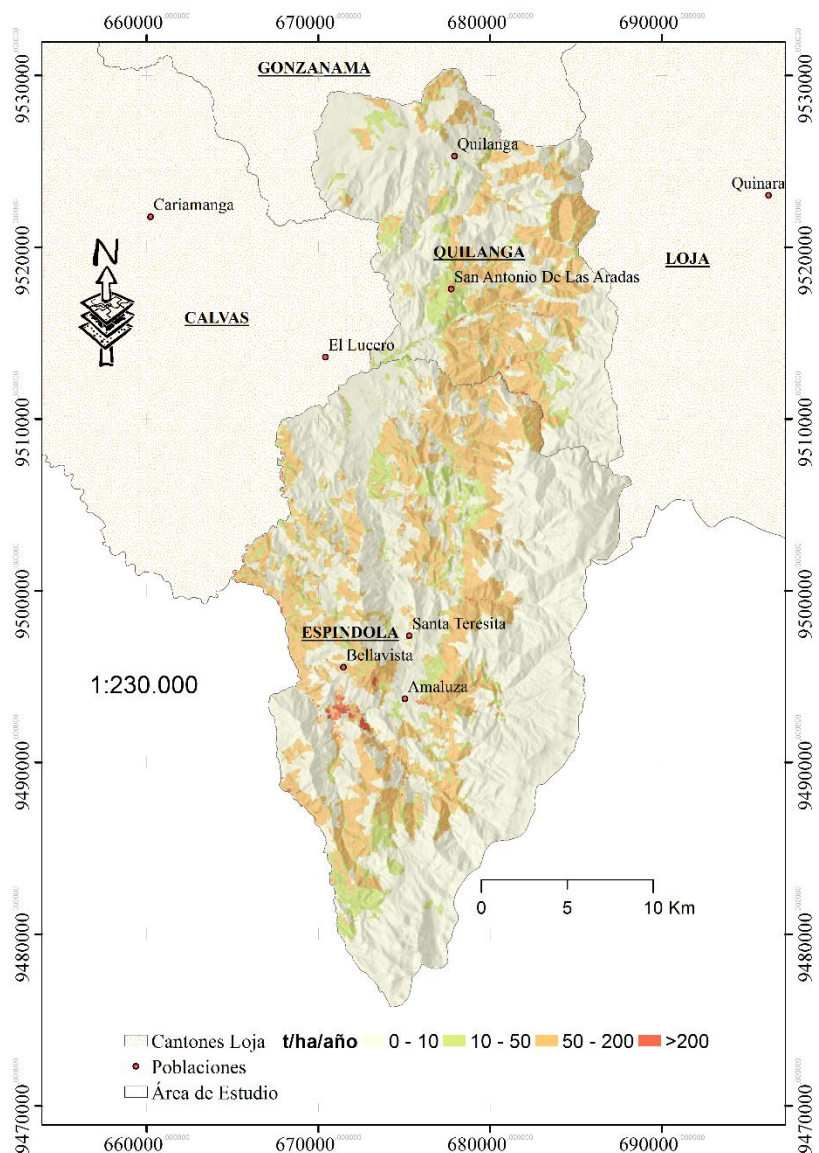 660000 670000 680000 690000
9530000 9530000
GONZANAMA
Quilanga
Quinara
Cariamanga
9520000 9520000
QUILANGA
LOJA
San Antonio De Las Aradas
N
CALVAS
El Lucero
9510000 9510000
9500000 9500000
Santa Teresita
ESPINDOLA
Bellavista
1:230.000
Amaluza
9490000 9490000
0 5 10 Km
9480000 9480000
Cantones Loja t/ha/año 0 - 10 10 - 50 50 - 200 >200
Poblaciones
Área de Estudio
9470000 9470000
660000 670000 680000 690000